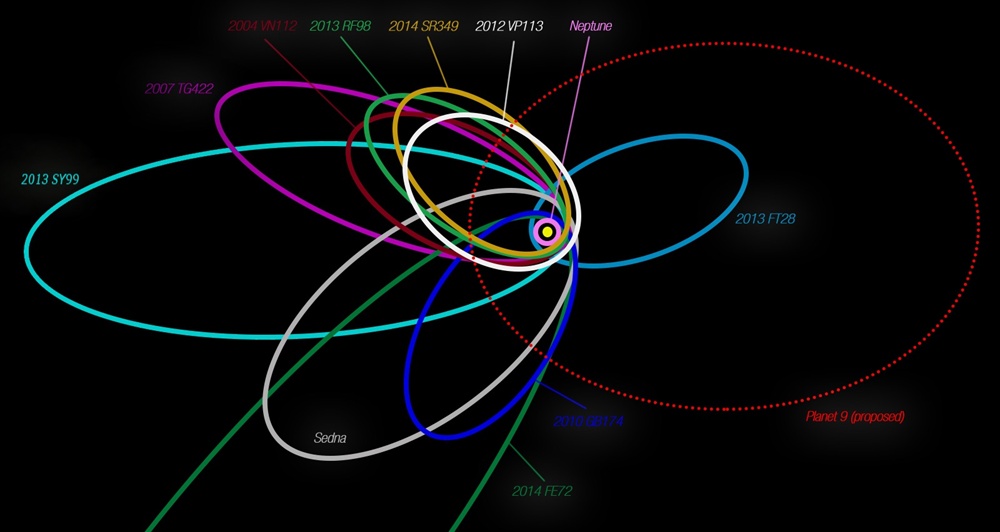 2004 VN112 2013 RF98 2014 SR349 2012 VP113 Neptune
2007 TG422
2013 SY99
2013 FT28
Planet 9 (proposed)
2010 GB174
Sedna
2014 FE72